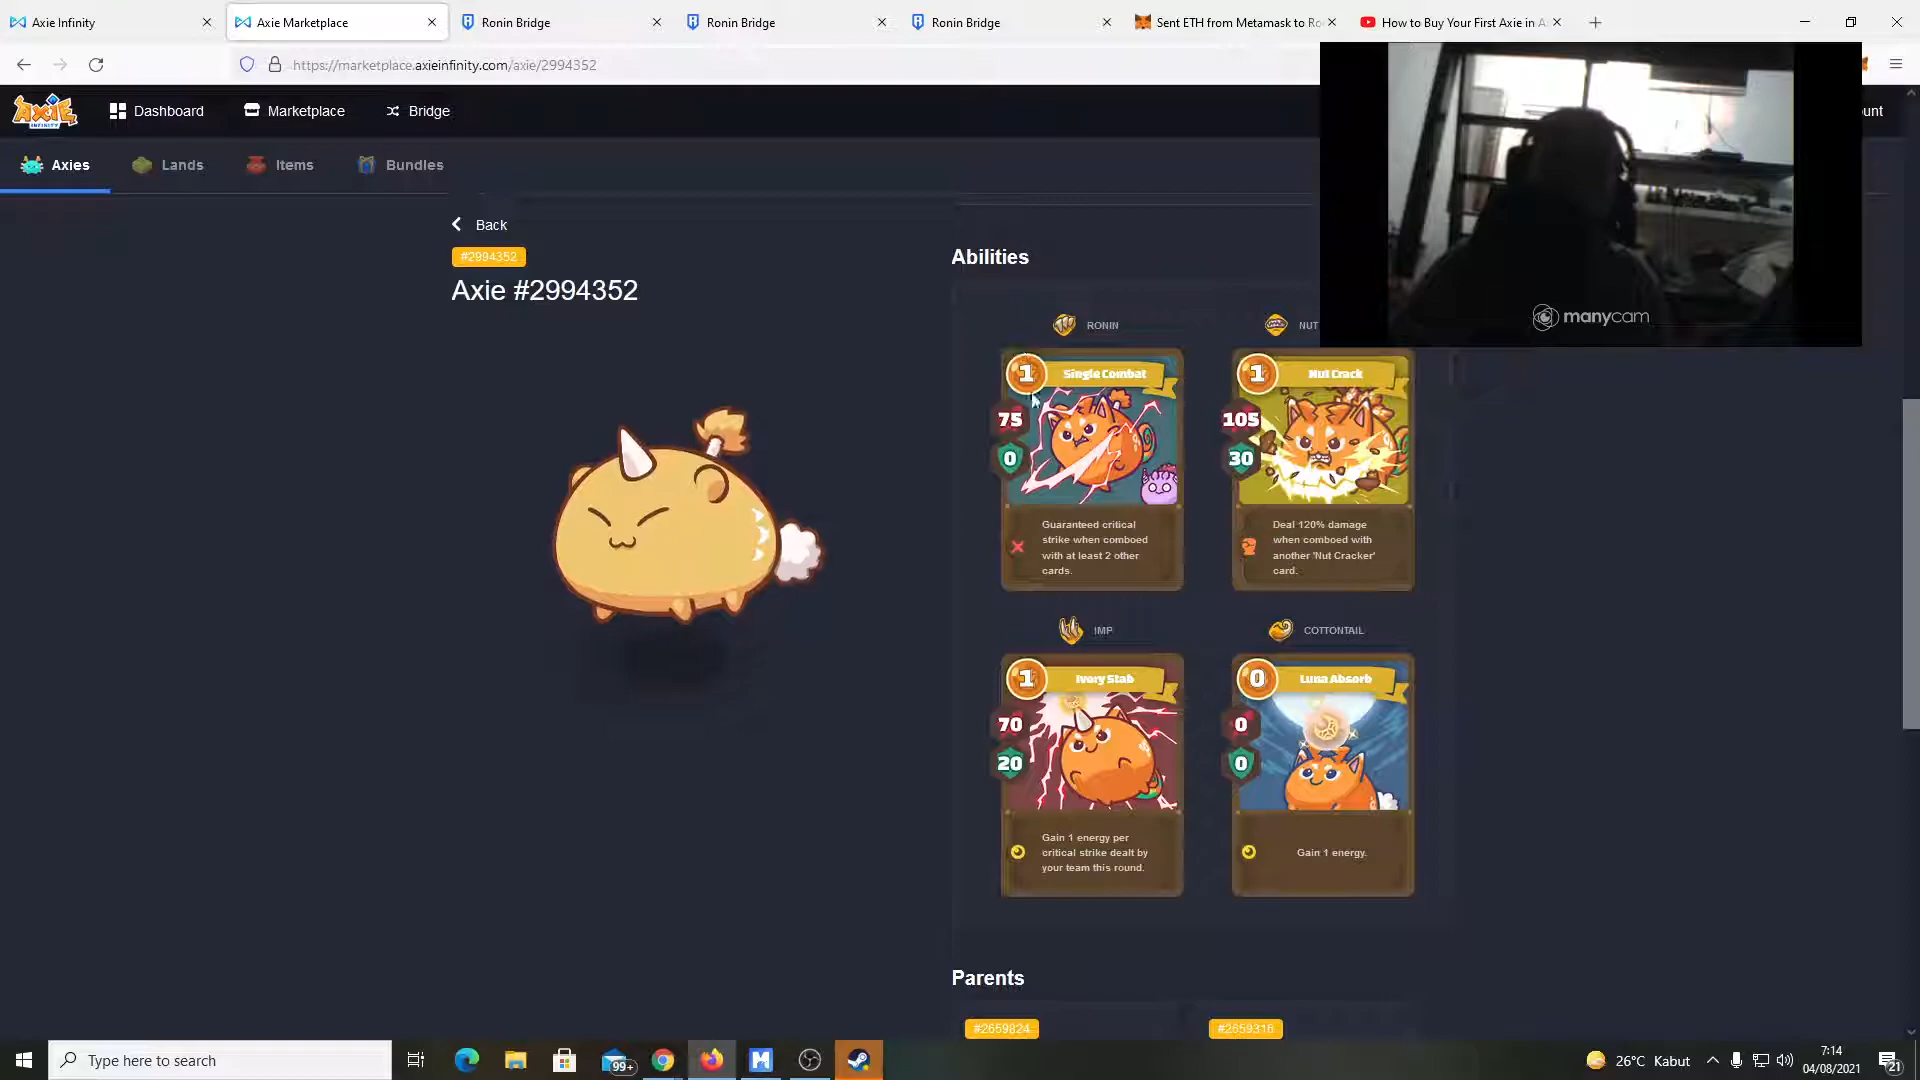 Axie Infinity
Axie Marketplace
Ronin Bridge
Ronin Bridge
Ronin Bridge
Sent ETH from Metamask to Ro
How to Buy Your First Axie in A
https://marketplace.axieinfinity.com/axie/2994352
AXIE
INFINITY
Dashboard
Marketplace
Bridge
unt
Axies
Lands
Items
Bundles
Back
#2994352
Axie #2994352
Abilities
manycam
RONIN
NUT
1 Single Combat
75
0
Guaranteed critical
strike when comboed
with at least 2 other
cards.
1 Nut Crack
105
30
Deal 120% damage
when comboed with
another 'Nut Cracker'
card.
IMP
COTTONTAIL
1 Ivory Stab
70
20
Gain 1 energy per
critical strike dealt by
your team this round.
0 Luna Absorb
0
0
Gain 1 energy.
Parents
#2659824
#2659316
Type here to search
99+
26°C Kabut
7:14
04/08/2021
21